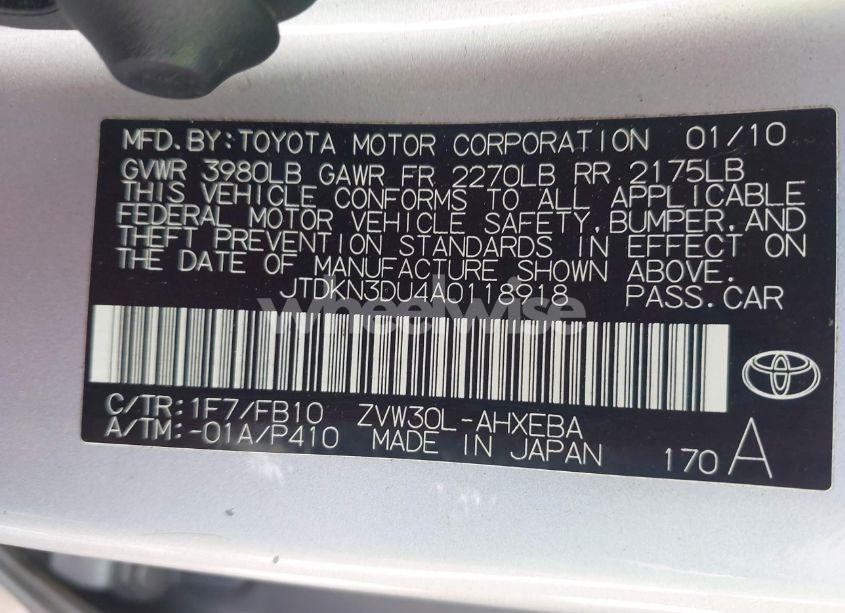 MFD. BY: TOYOTA MOTOR CORPORATION 01/10
GVWR 3980LB GAWR FR 2270LB RR 2175LB
THIS VEHICLE CONFORMS TO ALL APPLICABLE
FEDERAL MOTOR VEHICLE SAFETY, BUMPER, AND
THEFT PREVENTION STANDARDS IN EFFECT ON
THE DATE OF MANUFACTURE SHOWN ABOVE.
JTDKN3DU4A0118918 PASS. CAR
wheelwise
C/TR: 1F7/FB10 ZVW30L-AHXEBA
A/TM: -01A/P410 MADE IN JAPAN 170 A